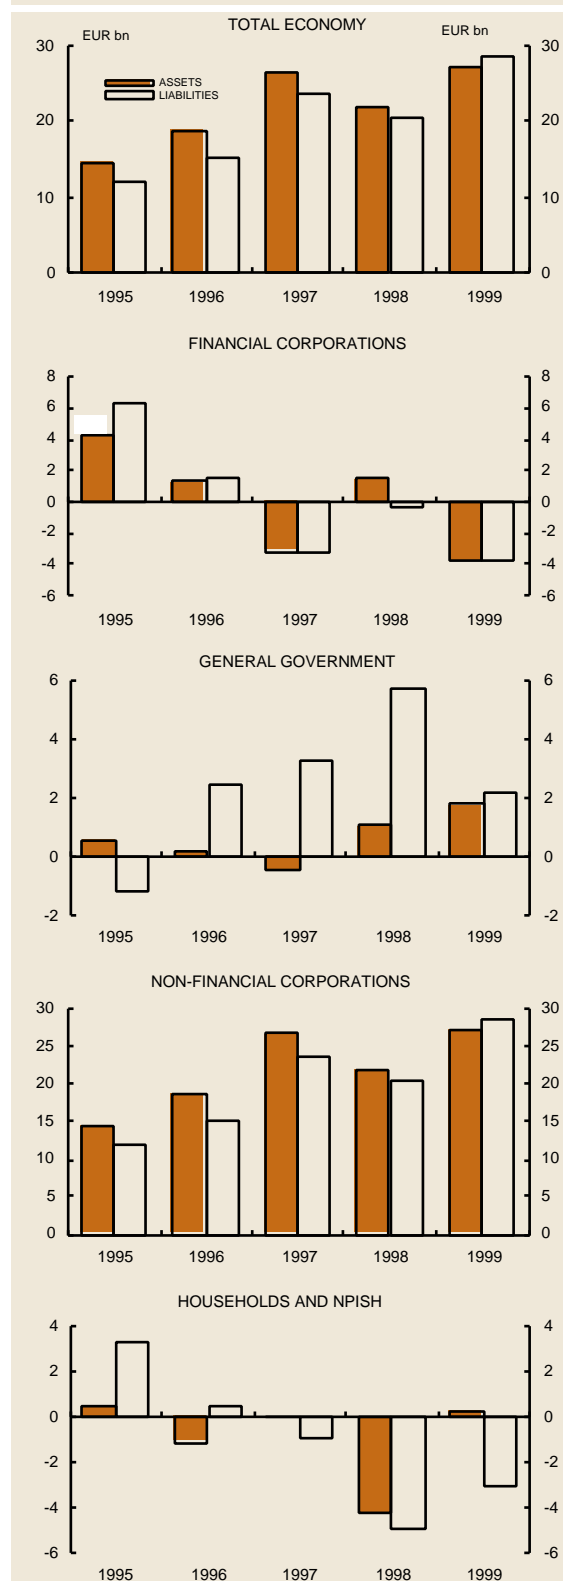 TOTAL ECONOMY
EUR bn EUR bn
ASSETS
LIABILITIES
30 30
20 20
10 10
0 0
1995 1996 1997 1998 1999
FINANCIAL CORPORATIONS
8 8
6 6
4 4
2 2
0 0
-2 -2
-4 -4
-6 -6
1995 1996 1997 1998 1999
GENERAL GOVERNMENT
6 6
4 4
2 2
0 0
-2 -2
1995 1996 1997 1998 1999
NON-FINANCIAL CORPORATIONS
30 30
25 25
20 20
15 15
10 10
5 5
0 0
1995 1996 1997 1998 1999
HOUSEHOLDS AND NPISH
4 4
2 2
0 0
-2 -2
-4 -4
-6 -6
1995 1996 1997 1998 1999